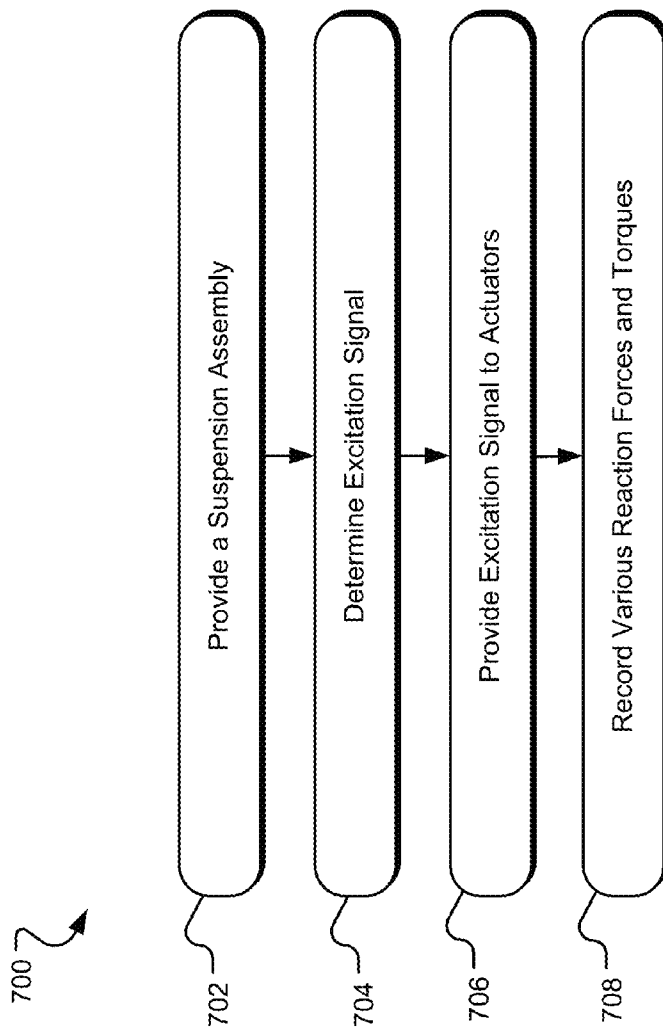 700
702
Provide a Suspension Assembly
704
Determine Excitation Signal
706
Provide Excitation Signal to Actuators
708
Record Various Reaction Forces and Torques